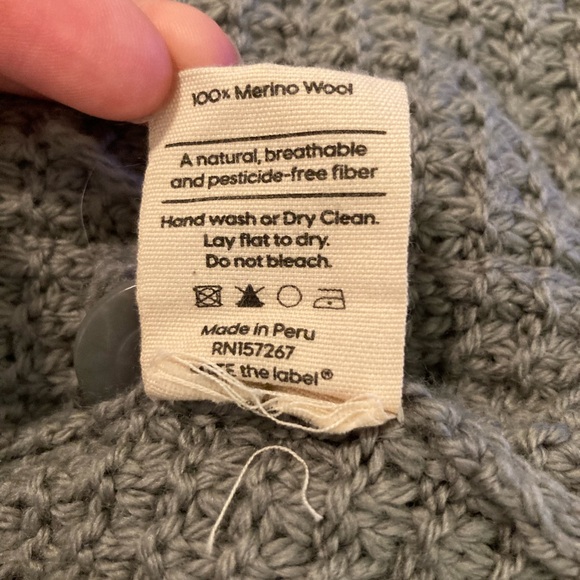 100% Merino Wool
A natural, breathable
and pesticide-free fiber
Hand wash or Dry Clean.
Lay flat to dry.
Do not bleach.
Made in Peru
RN157267
the label®